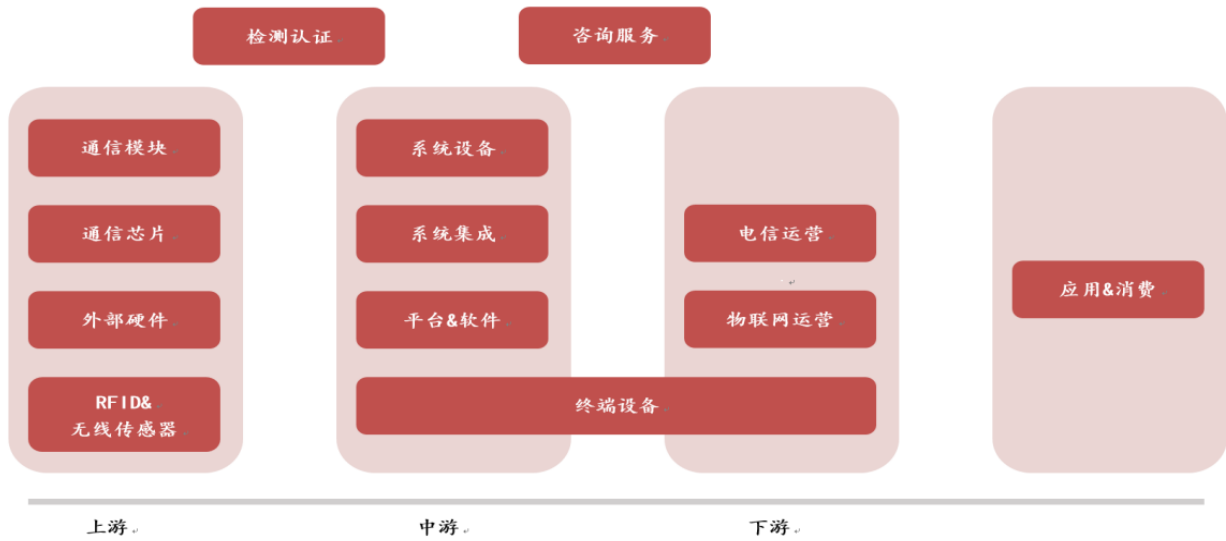 检测认证
咨询服务
通信模块
系统设备
通信芯片
系统集成
电信运营
应用&消费
外部硬件
平台&软件
物联网运营
RFID&
无线传感器
终端设备
上游
中游
下游